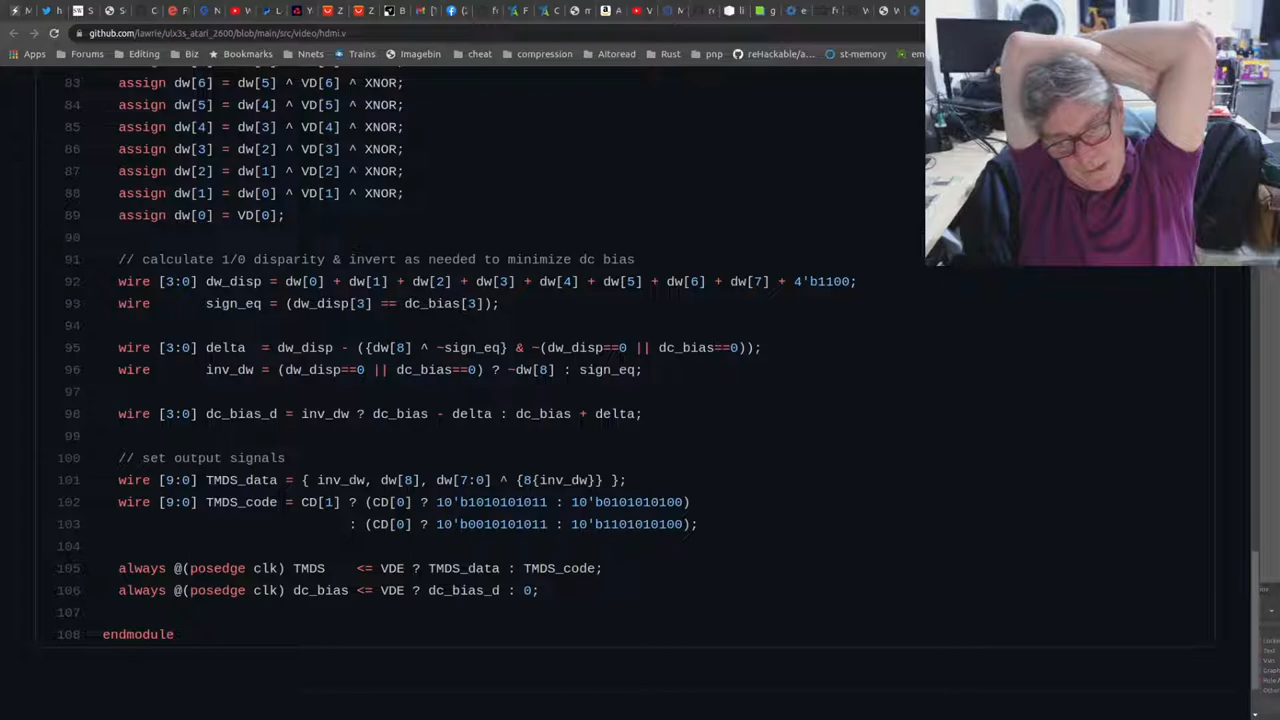 github.com/lawrie/ulx3s_atari_2600/blob/main/src/video/hdmi.v
Apps Forums Editing Biz Bookmarks Nnets Trains Imagebin cheat compression Altoread Rust pnp reHackable/a... st-memory
83 assign dw[6] = dw[5] ^ VD[6] ^ XNOR;
84 assign dw[5] = dw[4] ^ VD[5] ^ XNOR;
85 assign dw[4] = dw[3] ^ VD[4] ^ XNOR;
86 assign dw[3] = dw[2] ^ VD[3] ^ XNOR;
87 assign dw[2] = dw[1] ^ VD[2] ^ XNOR;
88 assign dw[1] = dw[0] ^ VD[1] ^ XNOR;
89 assign dw[0] = VD[0];
90
91 // calculate 1/0 disparity & invert as needed to minimize dc bias
92 wire [3:0] dw_disp = dw[0] + dw[1] + dw[2] + dw[3] + dw[4] + dw[5] + dw[6] + dw[7] + 4'b1100;
93 wire sign_eq = (dw_disp[3] == dc_bias[3]);
94
95 wire [3:0] delta = dw_disp - ({dw[8] ^ ~sign_eq} & ~(dw_disp==0 || dc_bias==0));
96 wire inv_dw = (dw_disp==0 || dc_bias==0) ? ~dw[8] : sign_eq;
97
98 wire [3:0] dc_bias_d = inv_dw ? dc_bias - delta : dc_bias + delta;
99
100 // set output signals
101 wire [9:0] TMDS_data = { inv_dw, dw[8], dw[7:0] ^ {8{inv_dw}} };
102 wire [9:0] TMDS_code = CD[1] ? (CD[0] ? 10'b1010101011 : 10'b0101010100)
103 : (CD[0] ? 10'b0010101011 : 10'b1101010100);
104
105 always @(posedge clk) TMDS <= VDE ? TMDS_data : TMDS_code;
106 always @(posedge clk) dc_bias <= VDE ? dc_bias_d : 0;
107
108 endmodule